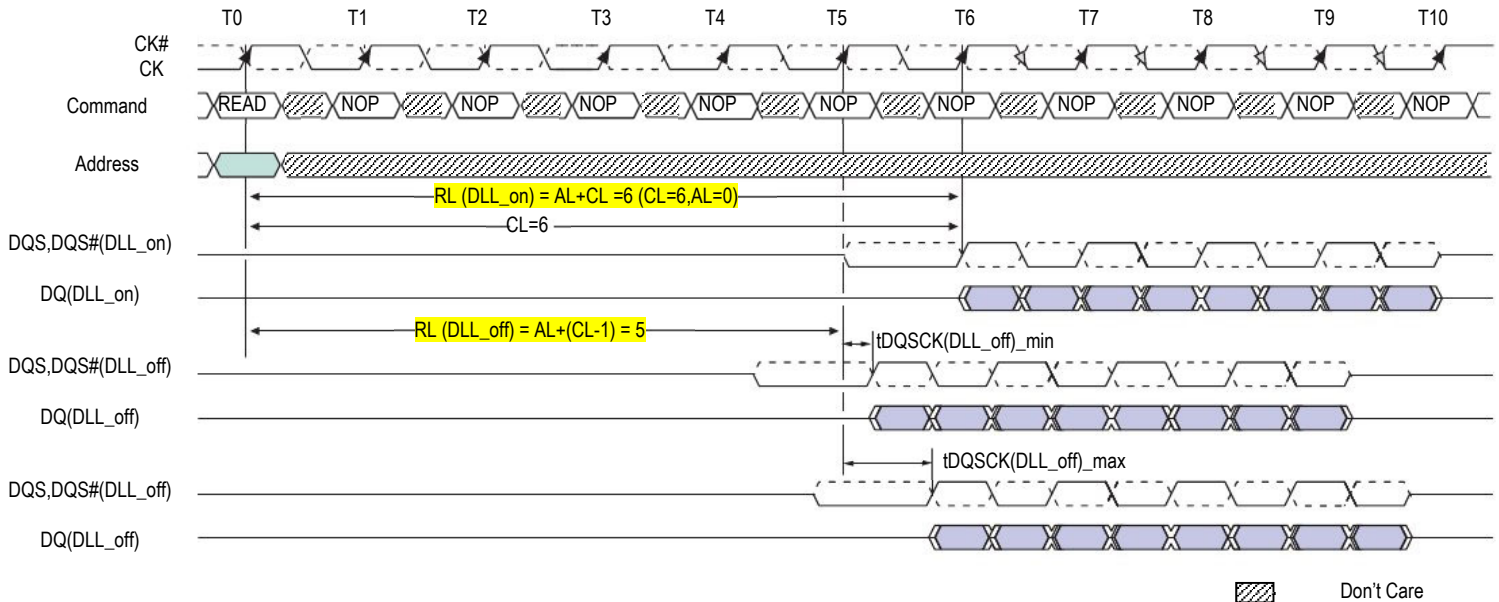 T0 T1 T2 T3 T4 T5 T6 T7 T8 T9 T10
CK#
CK
Command READ NOP NOP NOP NOP NOP NOP NOP NOP NOP NOP
Address
RL (DLL_on) = AL+CL =6 (CL=6,AL=0)
CL=6
DQS,DQS#(DLL_on)
DQ(DLL_on)
RL (DLL_off) = AL+(CL-1) = 5
tDQSCK(DLL_off)_min
DQS,DQS#(DLL_off)
DQ(DLL_off)
tDQSCK(DLL_off)_max
DQS,DQS#(DLL_off)
DQ(DLL_off)
Don't Care